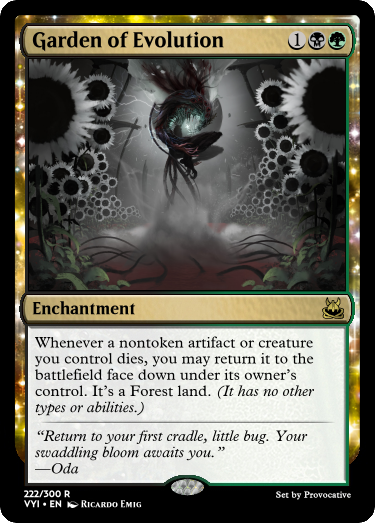 Garden of Evolution 1
Enchantment
Whenever a nontoken artifact or creature
you control dies, you may return it to the
battlefield face down under its owner's
control. It's a Forest land. (It has no other
types or abilities.)
“Return to your first cradle, little bug. Your
swaddling bloom awaits you.”
—Oda
222/300 R
VYI • EN Ricardo Emig
Set by Provocative